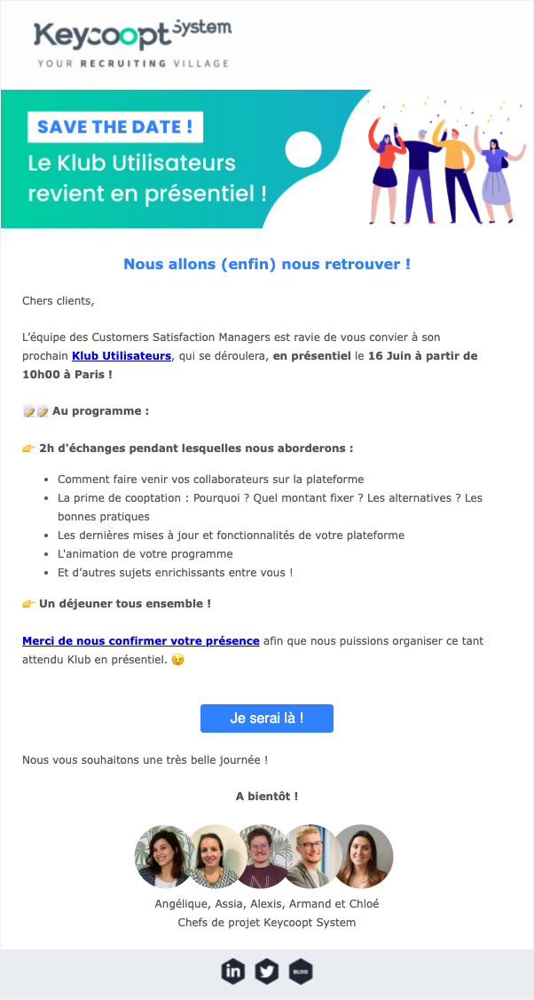 Keycoopt System
YOUR RECRUITING VILLAGE
SAVE THE DATE !
Le Klub Utilisateurs
revient en présentiel !
Nous allons (enfin) nous retrouver !
Chers clients,
L’équipe des Customers Satisfaction Managers est ravie de vous convier à son
prochain Klub Utilisateurs, qui se déroulera, en présentiel le 16 Juin à partir de
10h00 à Paris !
📝📝 Au programme :
👉 2h d'échanges pendant lesquelles nous aborderons :
• Comment faire venir vos collaborateurs sur la plateforme
• La prime de cooptation : Pourquoi ? Quel montant fixer ? Les alternatives ? Les
bonnes pratiques
• Les dernières mises à jour et fonctionnalités de votre plateforme
• L'animation de votre programme
• Et d’autres sujets enrichissants entre vous !
👉 Un déjeuner tous ensemble !
Merci de nous confirmer votre présence afin que nous puissions organiser ce tant
attendu Klub en présentiel. 😉
Je serai là !
Nous vous souhaitons une très belle journée !
A bientôt !
Angélique, Assia, Alexis, Armand et Chloé
Chefs de projet Keycoopt System
in
BLOG